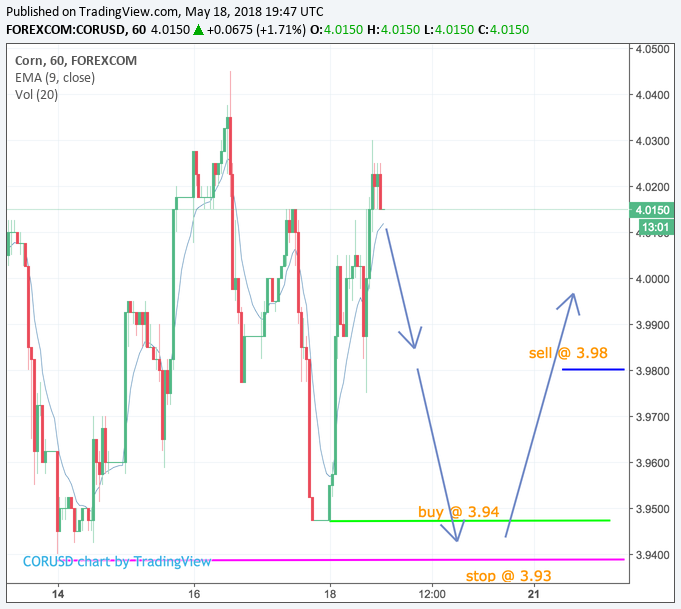 Published on TradingView.com, May 18, 2018 19:47 UTC
FOREXCOM:CORUSD, 60 4.0150 ▲ +0.0675 (+1.71%) O:4.0150 H:4.0150 L:4.0150 C:4.0150
Corn, 60, FOREXCOM
EMA (9, close)
Vol (20)
4.0500
4.0400
4.0300
4.0200
4.0150
13:01
4.0000
3.9900
sell @ 3.98
3.9800
3.9700
3.9600
buy @ 3.94
3.9500
3.9400
CORUSD chart by TradingView
stop @ 3.93
14 16 18 12:00 21